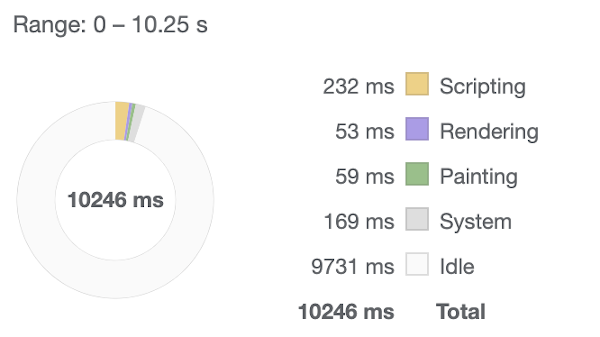 Range: 0 – 10.25 s
10246 ms
232 ms Scripting
53 ms Rendering
59 ms Painting
169 ms System
9731 ms Idle
10246 ms Total